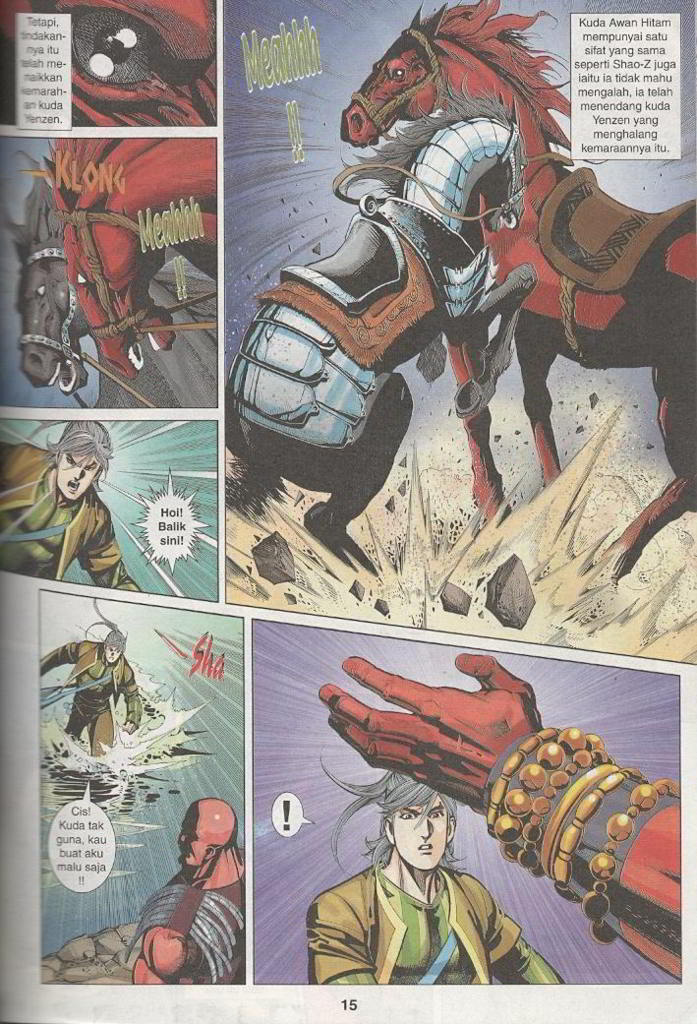 Tetapi,
tindakan-
nya itu
telah me-
naikkan
kemarah-
an kuda
Yenzen.
Meahhh
!!
Kuda Awan Hitam
mempunyai satu
sifat yang sama
seperti Shao-Z juga
iaitu ia tidak mahu
mengalah, ia telah
menendang kuda
Yenzen yang
menghalang
kemaraannya itu.
KLONG
Meahhh
!!
Hoi!
Balik
sini!
Sha
Cis!
Kuda tak
guna, kau
buat aku
malu saja
!!
!
15